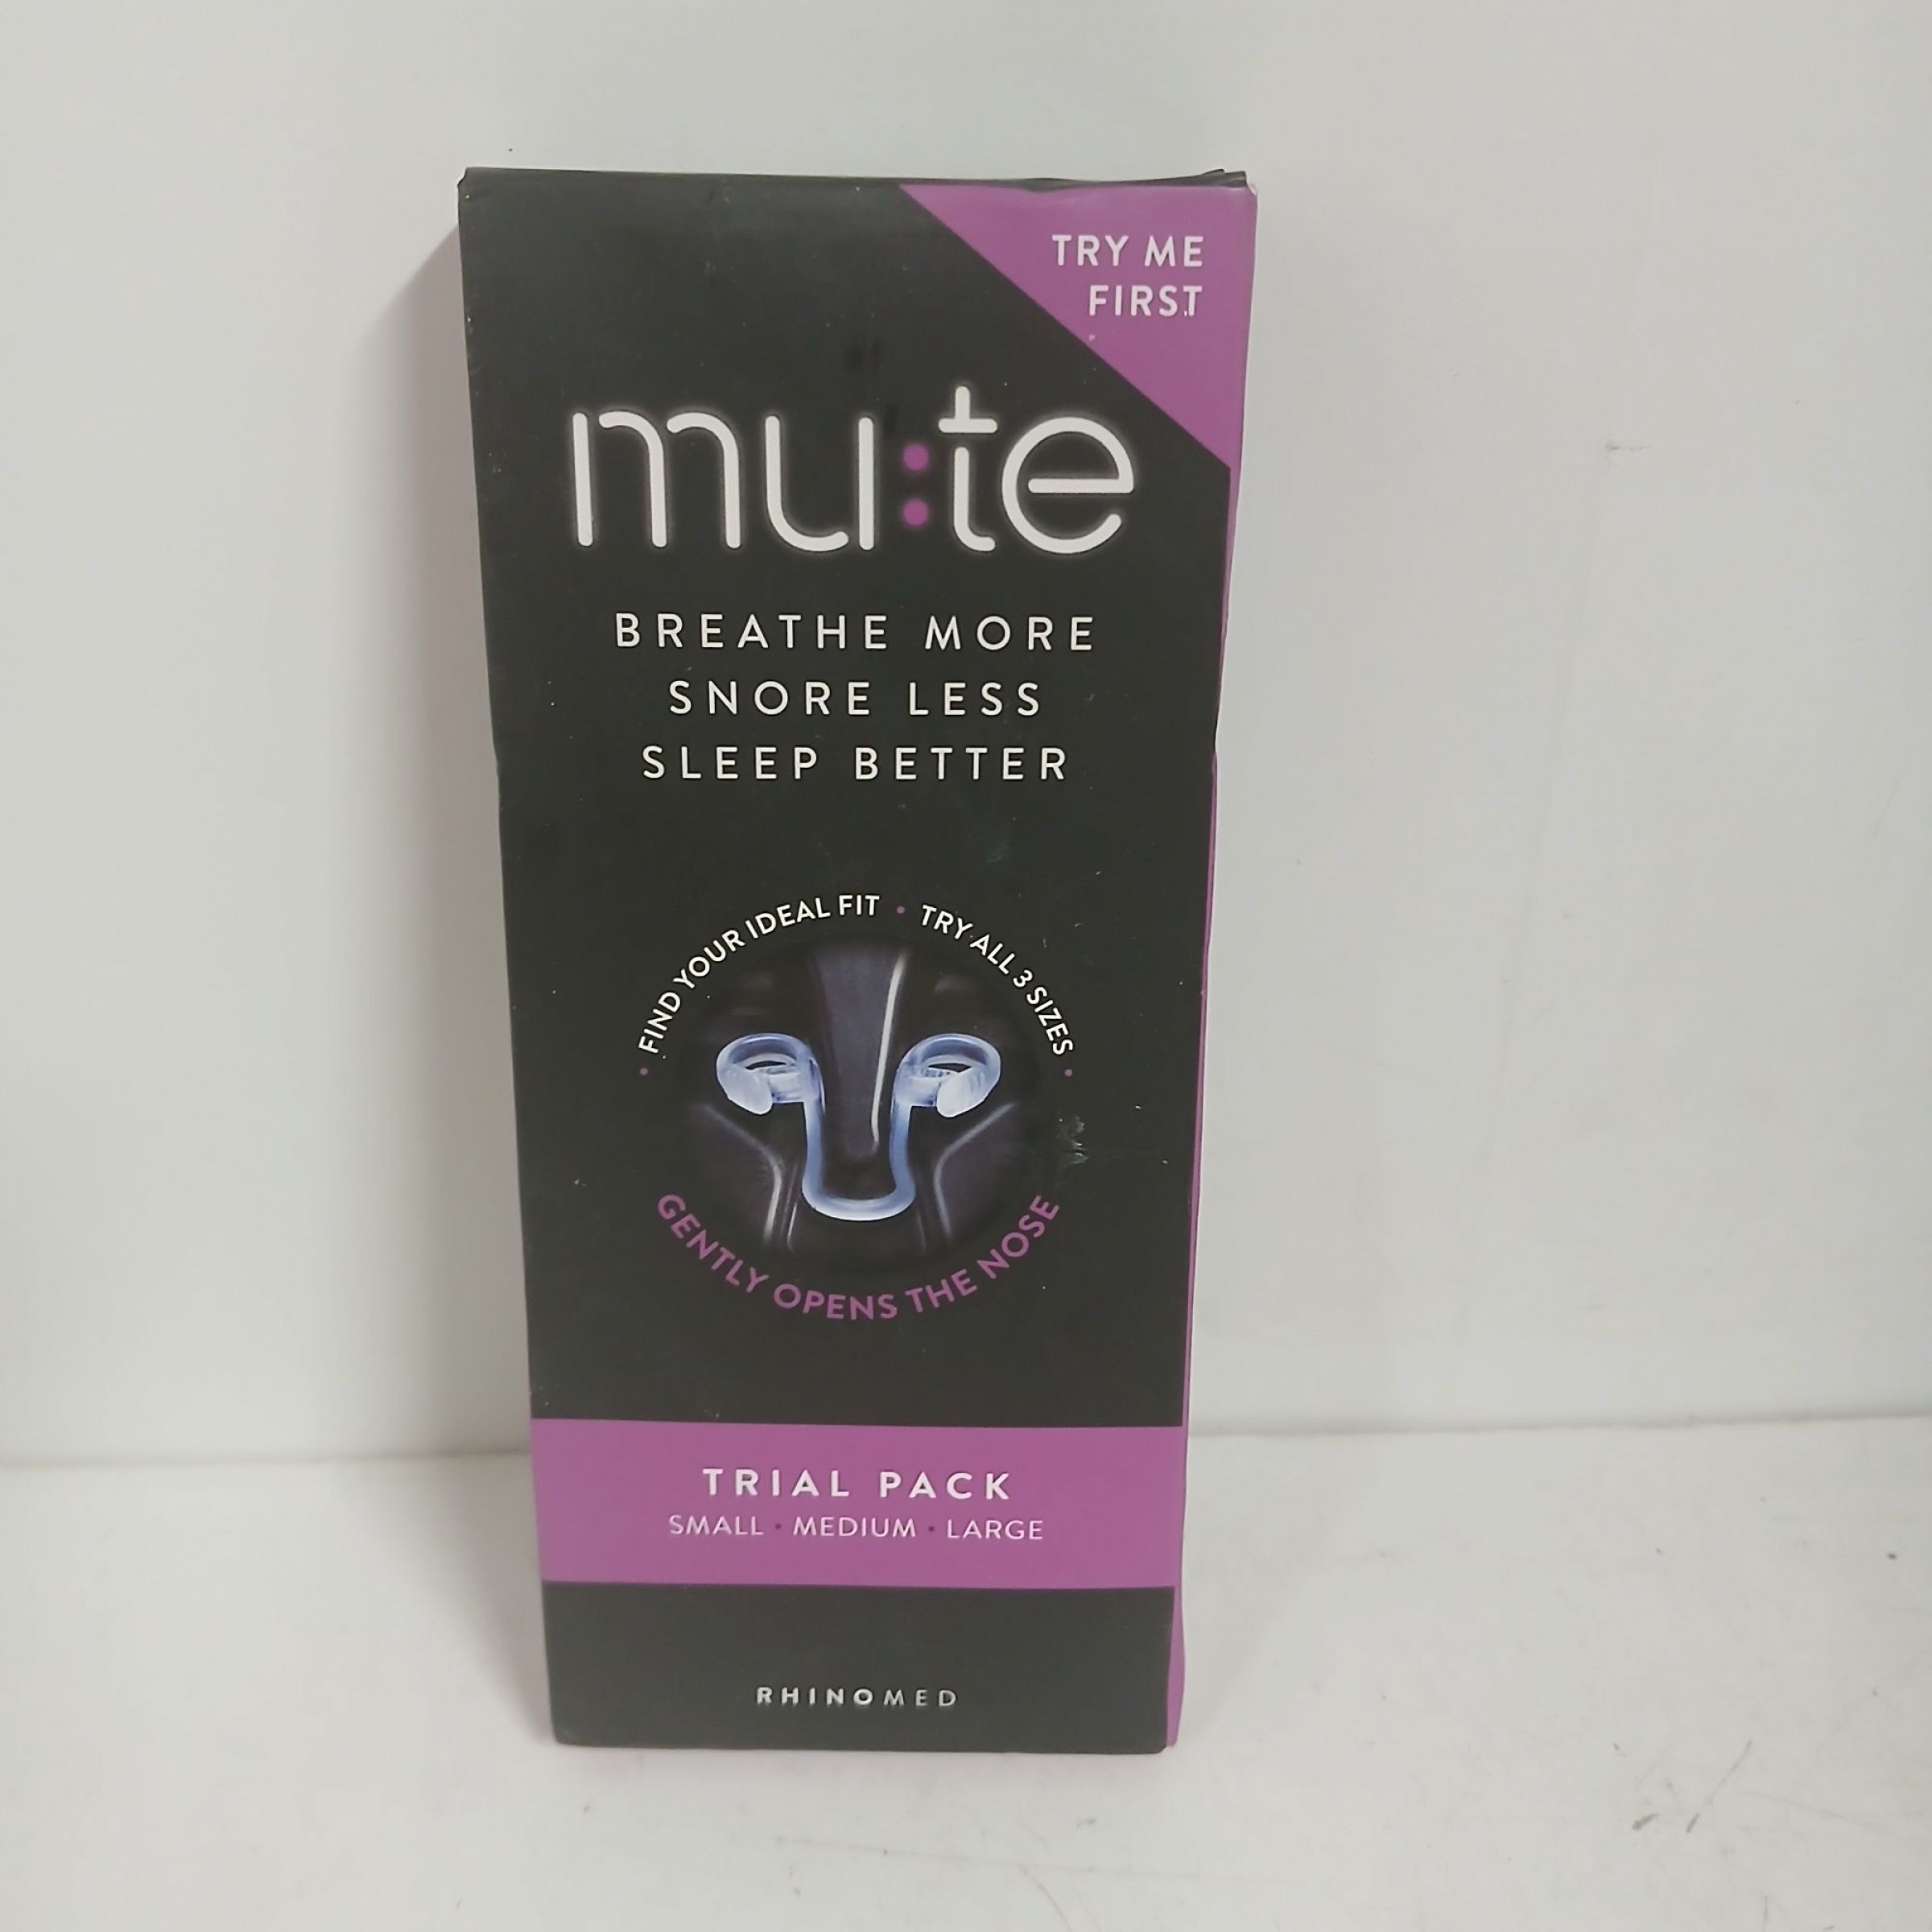 TRY ME
FIRST
mu:te
BREATHE MORE
SNORE LESS
SLEEP BETTER
• FIND YOUR IDEAL FIT • TRY ALL 3 SIZES •
GENTLY OPENS THE NOSE
TRIAL PACK
SMALL • MEDIUM • LARGE
RHINOMED